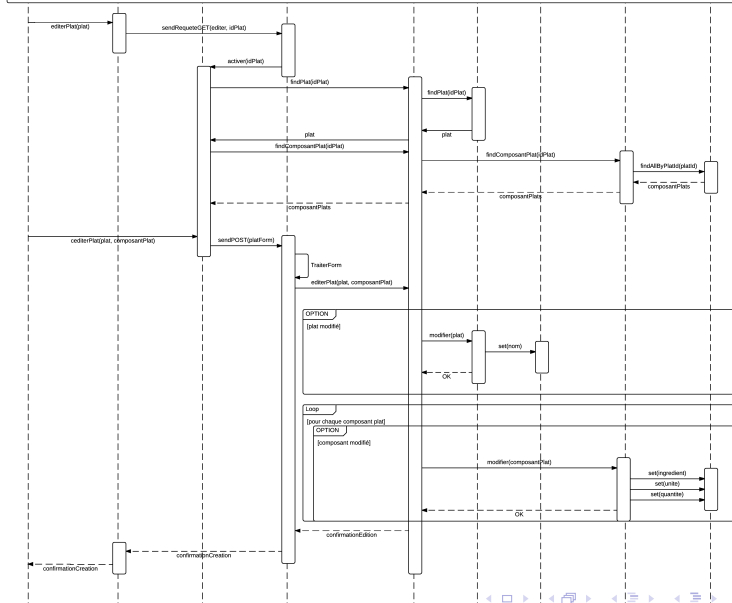 editerPlat(plat)
sendRequeteGET(editer, idPlat)
activer(idPlat)
findPlat(idPlat)
findPlat(idPlat)
plat
plat
findComposantPlat(idPlat)
findComposantPlat(idPlat)
findAllByPlatId(platId)
composantPlats
composantPlats
composantPlats
cediterPlat(plat, composantPlat)
sendPOST(platForm)
TraiterForm
editerPlat(plat, composantPlat)
OPTION
[plat modifié]
modifier(plat)
set(nom)
OK
Loop
[pour chaque composant plat]
OPTION
[composant modifié]
modifier(composantPlat)
set(ingredient)
set(unite)
set(quantite)
OK
confirmationEdition
confirmationCreation
confirmationCreation